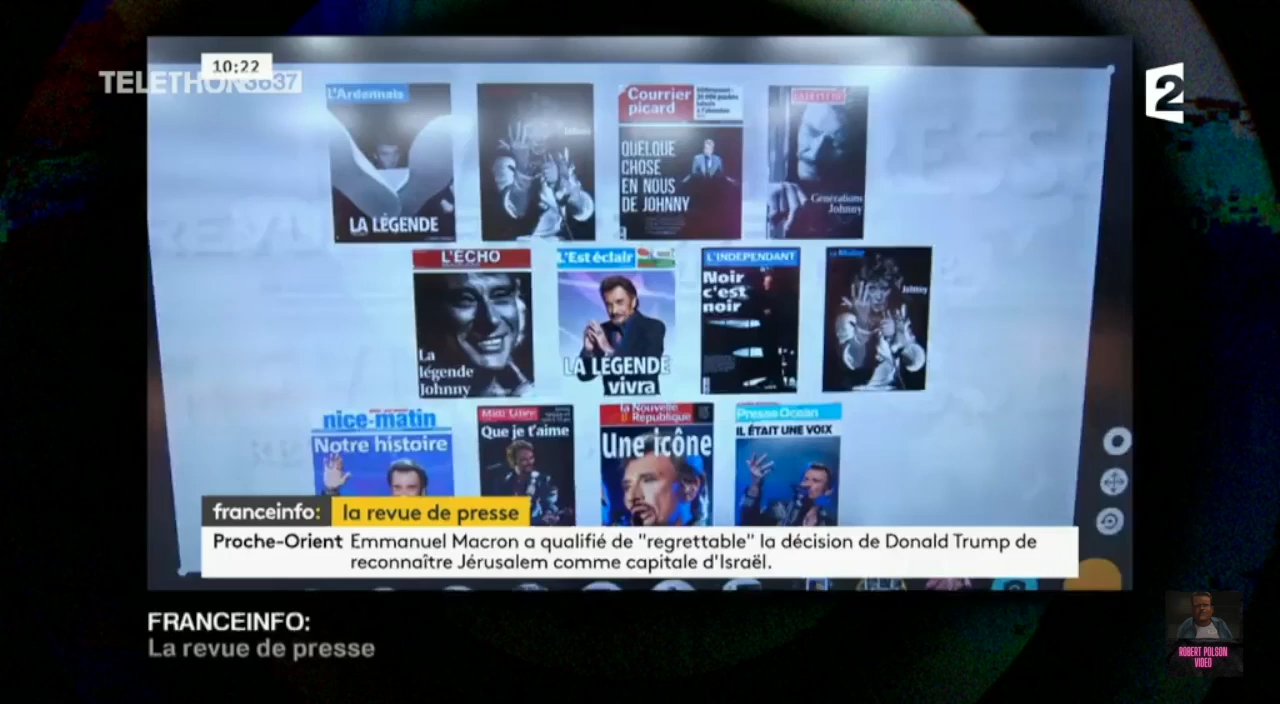 10:22
TELETHON 3637
2
L'Ardennais
LA LÉGENDE
Courrier
picard
QUELQUE
CHOSE
EN NOUS
DE JOHNNY
Générations
Johnny
L'ECHO
La
légende
Johnny
L'Est éclair
LA LÉGENDE
vivra
L'INDEPENDANT
Noir
c'est
noir
Johnny
nice-matin
Notre histoire
Midi Libre
Que je t'aime
la Nouvelle
République
Une icône
Presse Océan
IL ÉTAIT UNE VOIX
franceinfo: la revue de presse
Proche-Orient Emmanuel Macron a qualifié de "regrettable" la décision de Donald Trump de
reconnaître Jérusalem comme capitale d'Israël.
FRANCEINFO:
La revue de presse
ROBERT POLSON
VIDEO